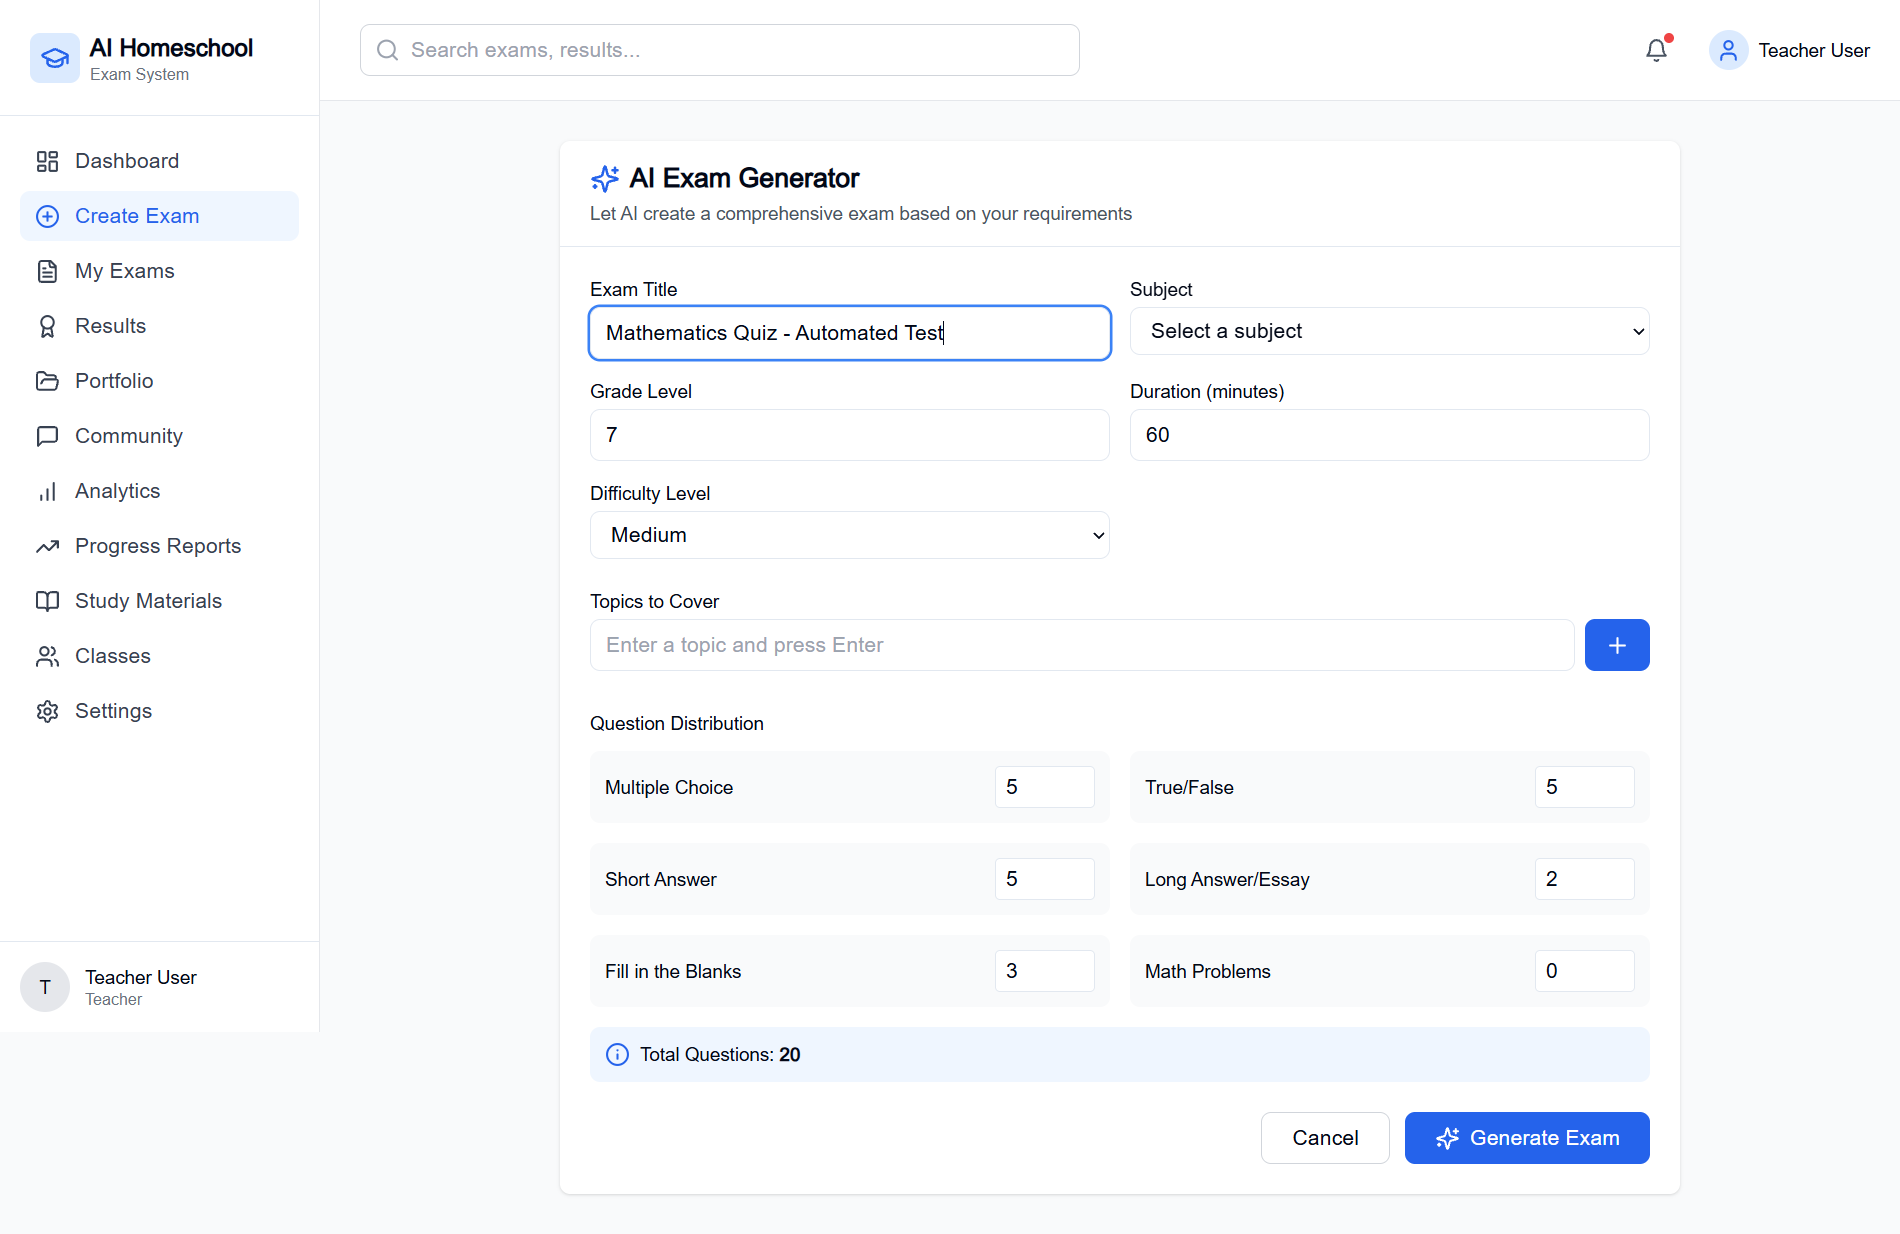 AI Homeschool
Exam System
Search exams, results...
Teacher User
Dashboard
Create Exam
My Exams
Results
Portfolio
Community
Analytics
Progress Reports
Study Materials
Classes
Settings
T
Teacher User
Teacher
AI Exam Generator
Let AI create a comprehensive exam based on your requirements
Exam Title
Mathematics Quiz - Automated Test
Subject
Select a subject
Grade Level
7
Duration (minutes)
60
Difficulty Level
Medium
Topics to Cover
Enter a topic and press Enter
Question Distribution
Multiple Choice
5
True/False
5
Short Answer
5
Long Answer/Essay
2
Fill in the Blanks
3
Math Problems
0
Total Questions: 20
Cancel
Generate Exam